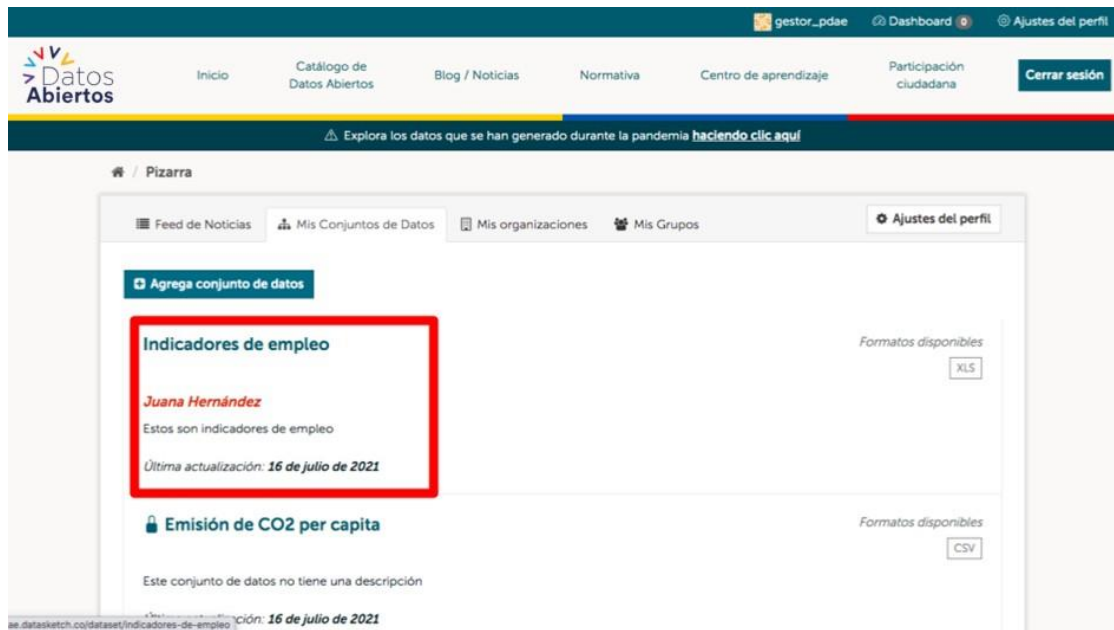 gestor_pdae Dashboard 0 Ajustes del perfil
Datos
Abiertos
Inicio
Catálogo de
Datos Abiertos
Blog / Noticias
Normativa
Centro de aprendizaje
Participación
ciudadana
Cerrar sesión
Explora los datos que se han generado durante la pandemia haciendo clic aquí
/ Pizarra
Feed de Noticias Mis Conjuntos de Datos Mis organizaciones Mis Grupos Ajustes del perfil
Agrega conjunto de datos
Indicadores de empleo
Formatos disponibles
XLS
Juana Hernández
Estos son indicadores de empleo
Última actualización: 16 de julio de 2021
Emisión de CO2 per capita
Formatos disponibles
CSV
Este conjunto de datos no tiene una descripción
16 de julio de 2021
ae.datasketch.co/dataset/indicadores-de-empleo